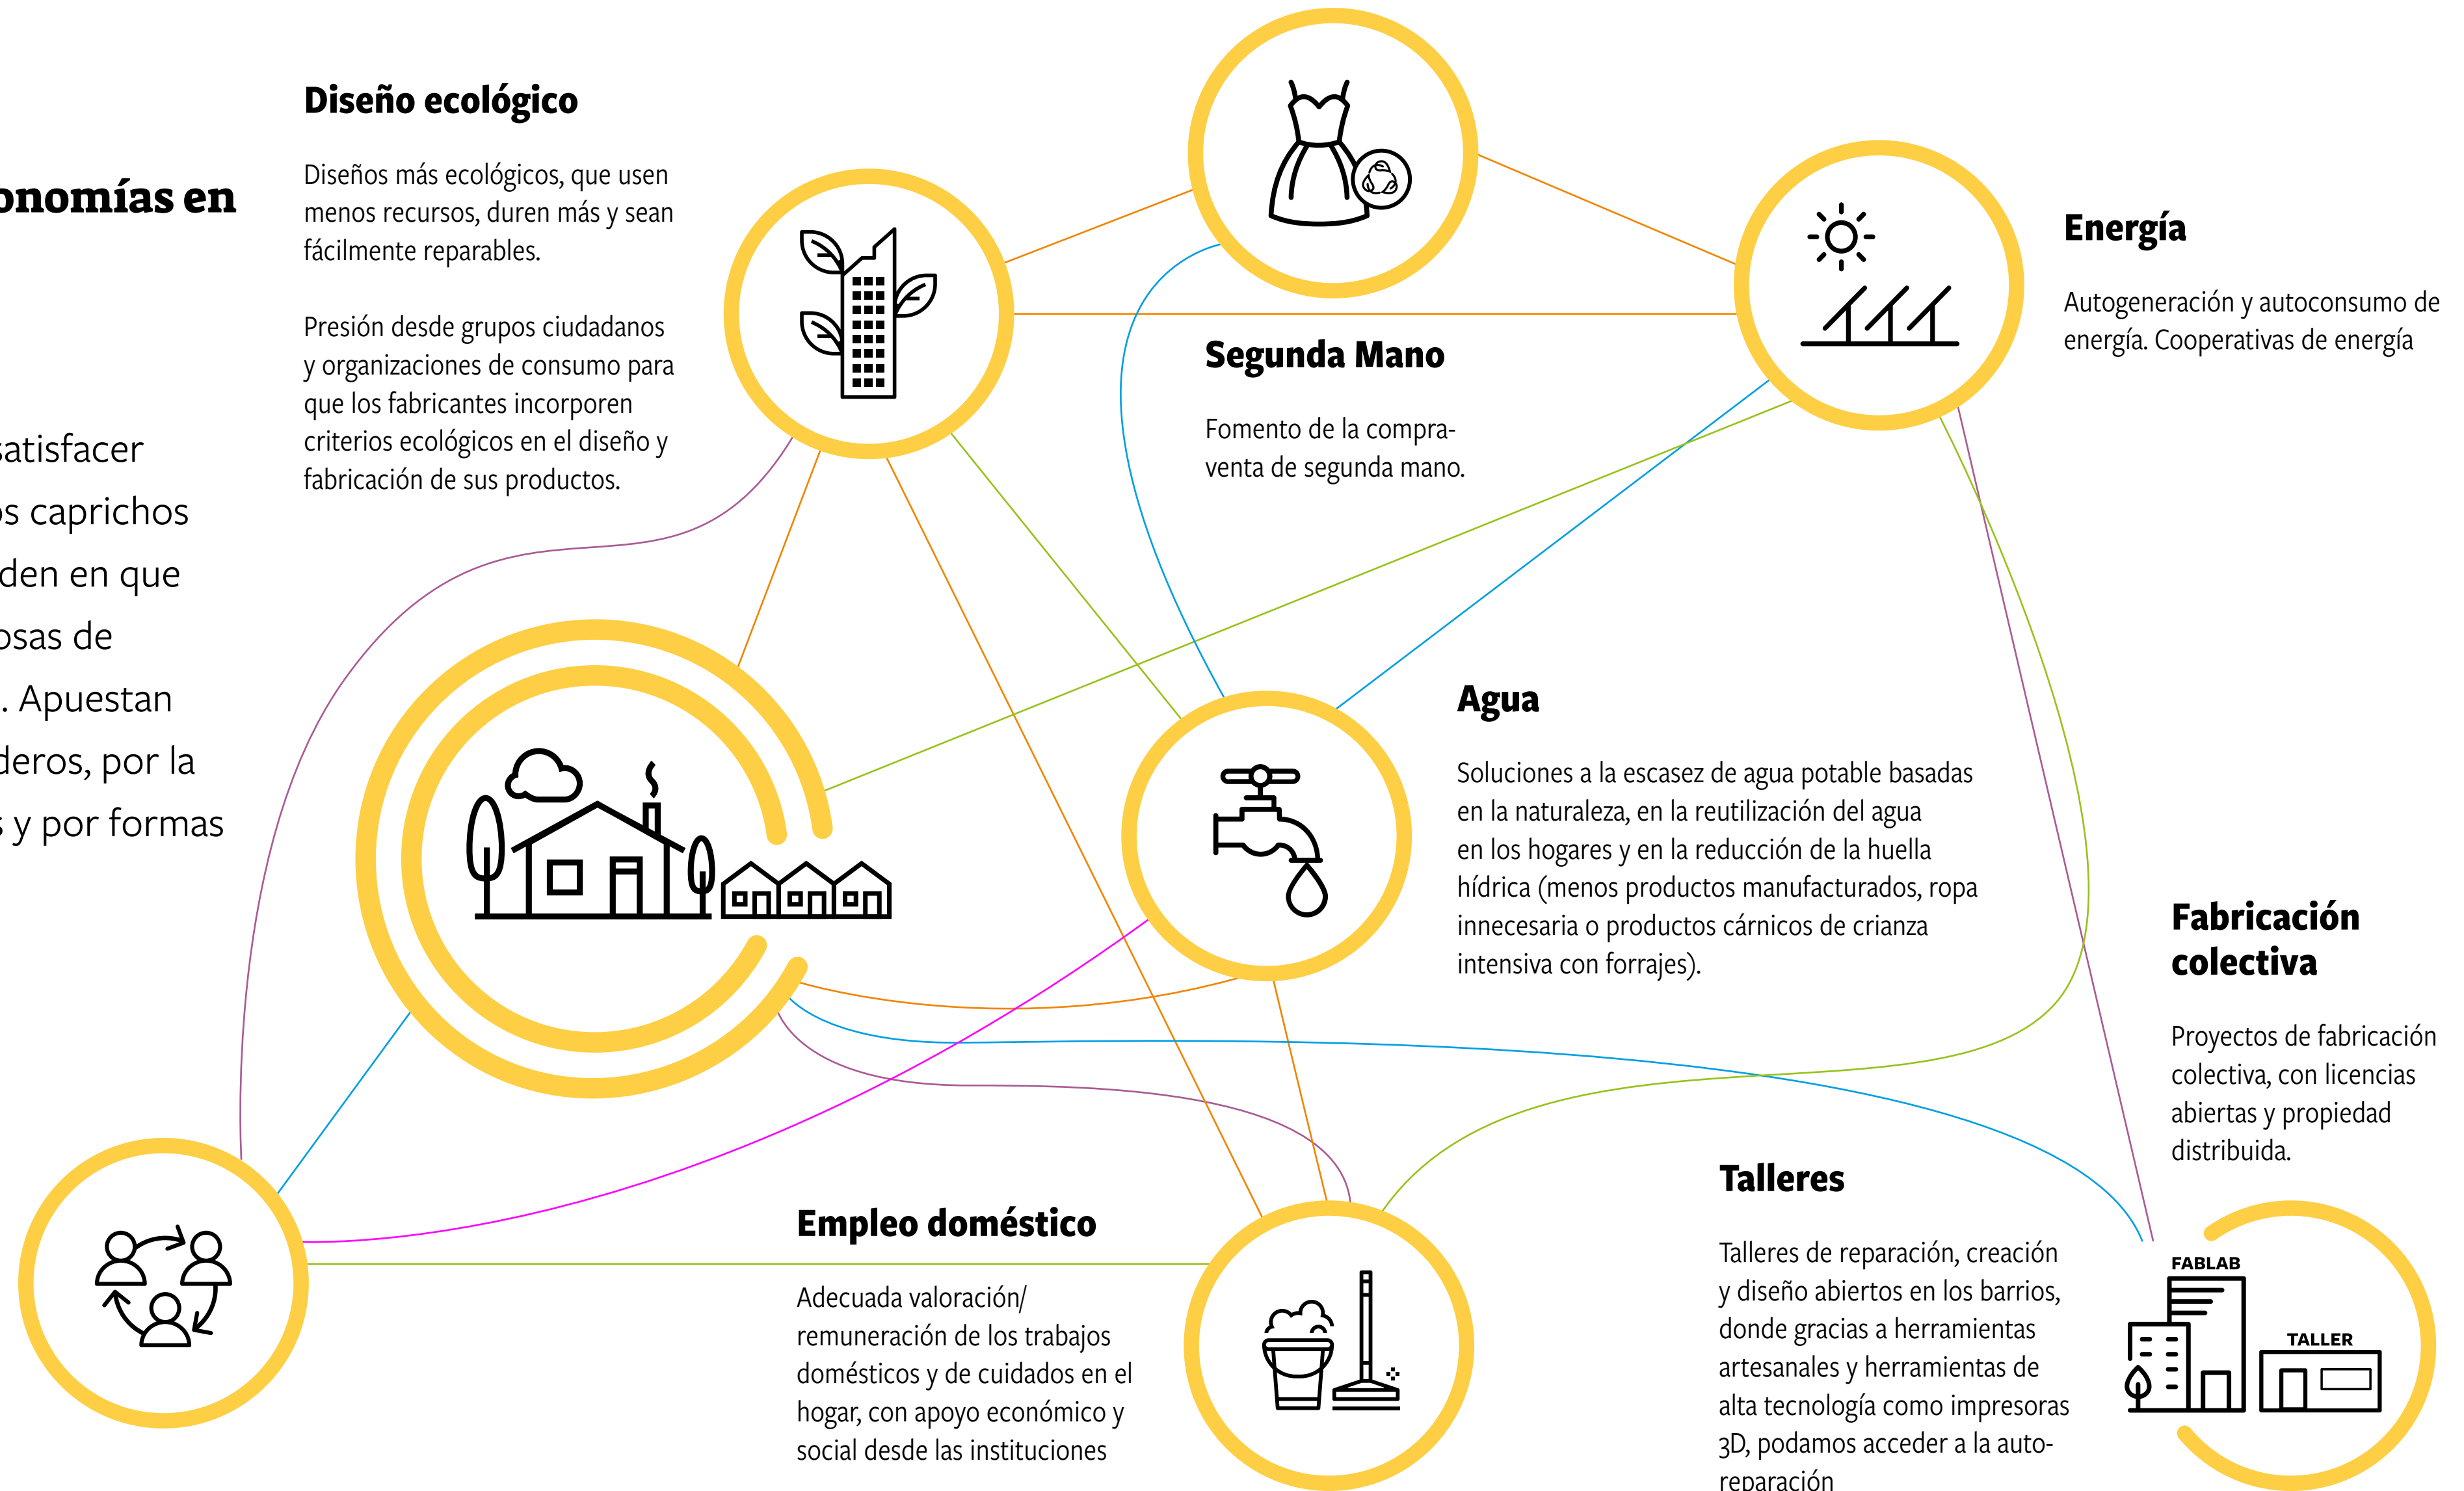 onomías en
satisfacer
os caprichos
den en que
osas de
. Apuestan
deros, por la
s y por formas
Diseño ecológico
Diseños más ecológicos, que usen
menos recursos, duren más y sean
fácilmente reparables.
Presión desde grupos ciudadanos
y organizaciones de consumo para
que los fabricantes incorporen
criterios ecológicos en el diseño y
fabricación de sus productos.
Segunda Mano
Fomento de la compra-
venta de segunda mano.
Energía
Autogeneración y autoconsumo de
energía. Cooperativas de energía
Agua
Soluciones a la escasez de agua potable basadas
en la naturaleza, en la reutilización del agua
en los hogares y en la reducción de la huella
hídrica (menos productos manufacturados, ropa
innecesaria o productos cárnicos de crianza
intensiva con forrajes).
Fabricación
colectiva
Proyectos de fabricación
colectiva, con licencias
abiertas y propiedad
distribuida.
Empleo doméstico
Adecuada valoración/
remuneración de los trabajos
domésticos y de cuidados en el
hogar, con apoyo económico y
social desde las instituciones
Talleres
Talleres de reparación, creación
y diseño abiertos en los barrios,
donde gracias a herramientas
artesanales y herramientas de
alta tecnología como impresoras
3D, podamos acceder a la auto-
reparación
FABLAB
TALLER